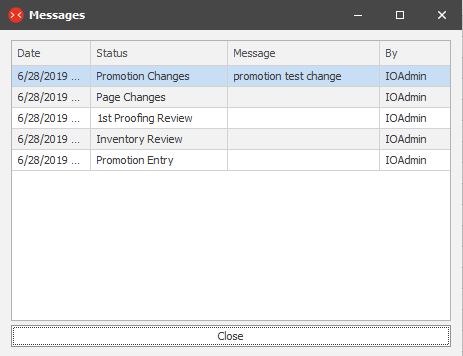 Messages
Date Status Message By
6/28/2019 ... Promotion Changes promotion test change IOAdmin
6/28/2019 ... Page Changes IOAdmin
6/28/2019 ... 1st Proofing Review IOAdmin
6/28/2019 ... Inventory Review IOAdmin
6/28/2019 ... Promotion Entry IOAdmin
Close